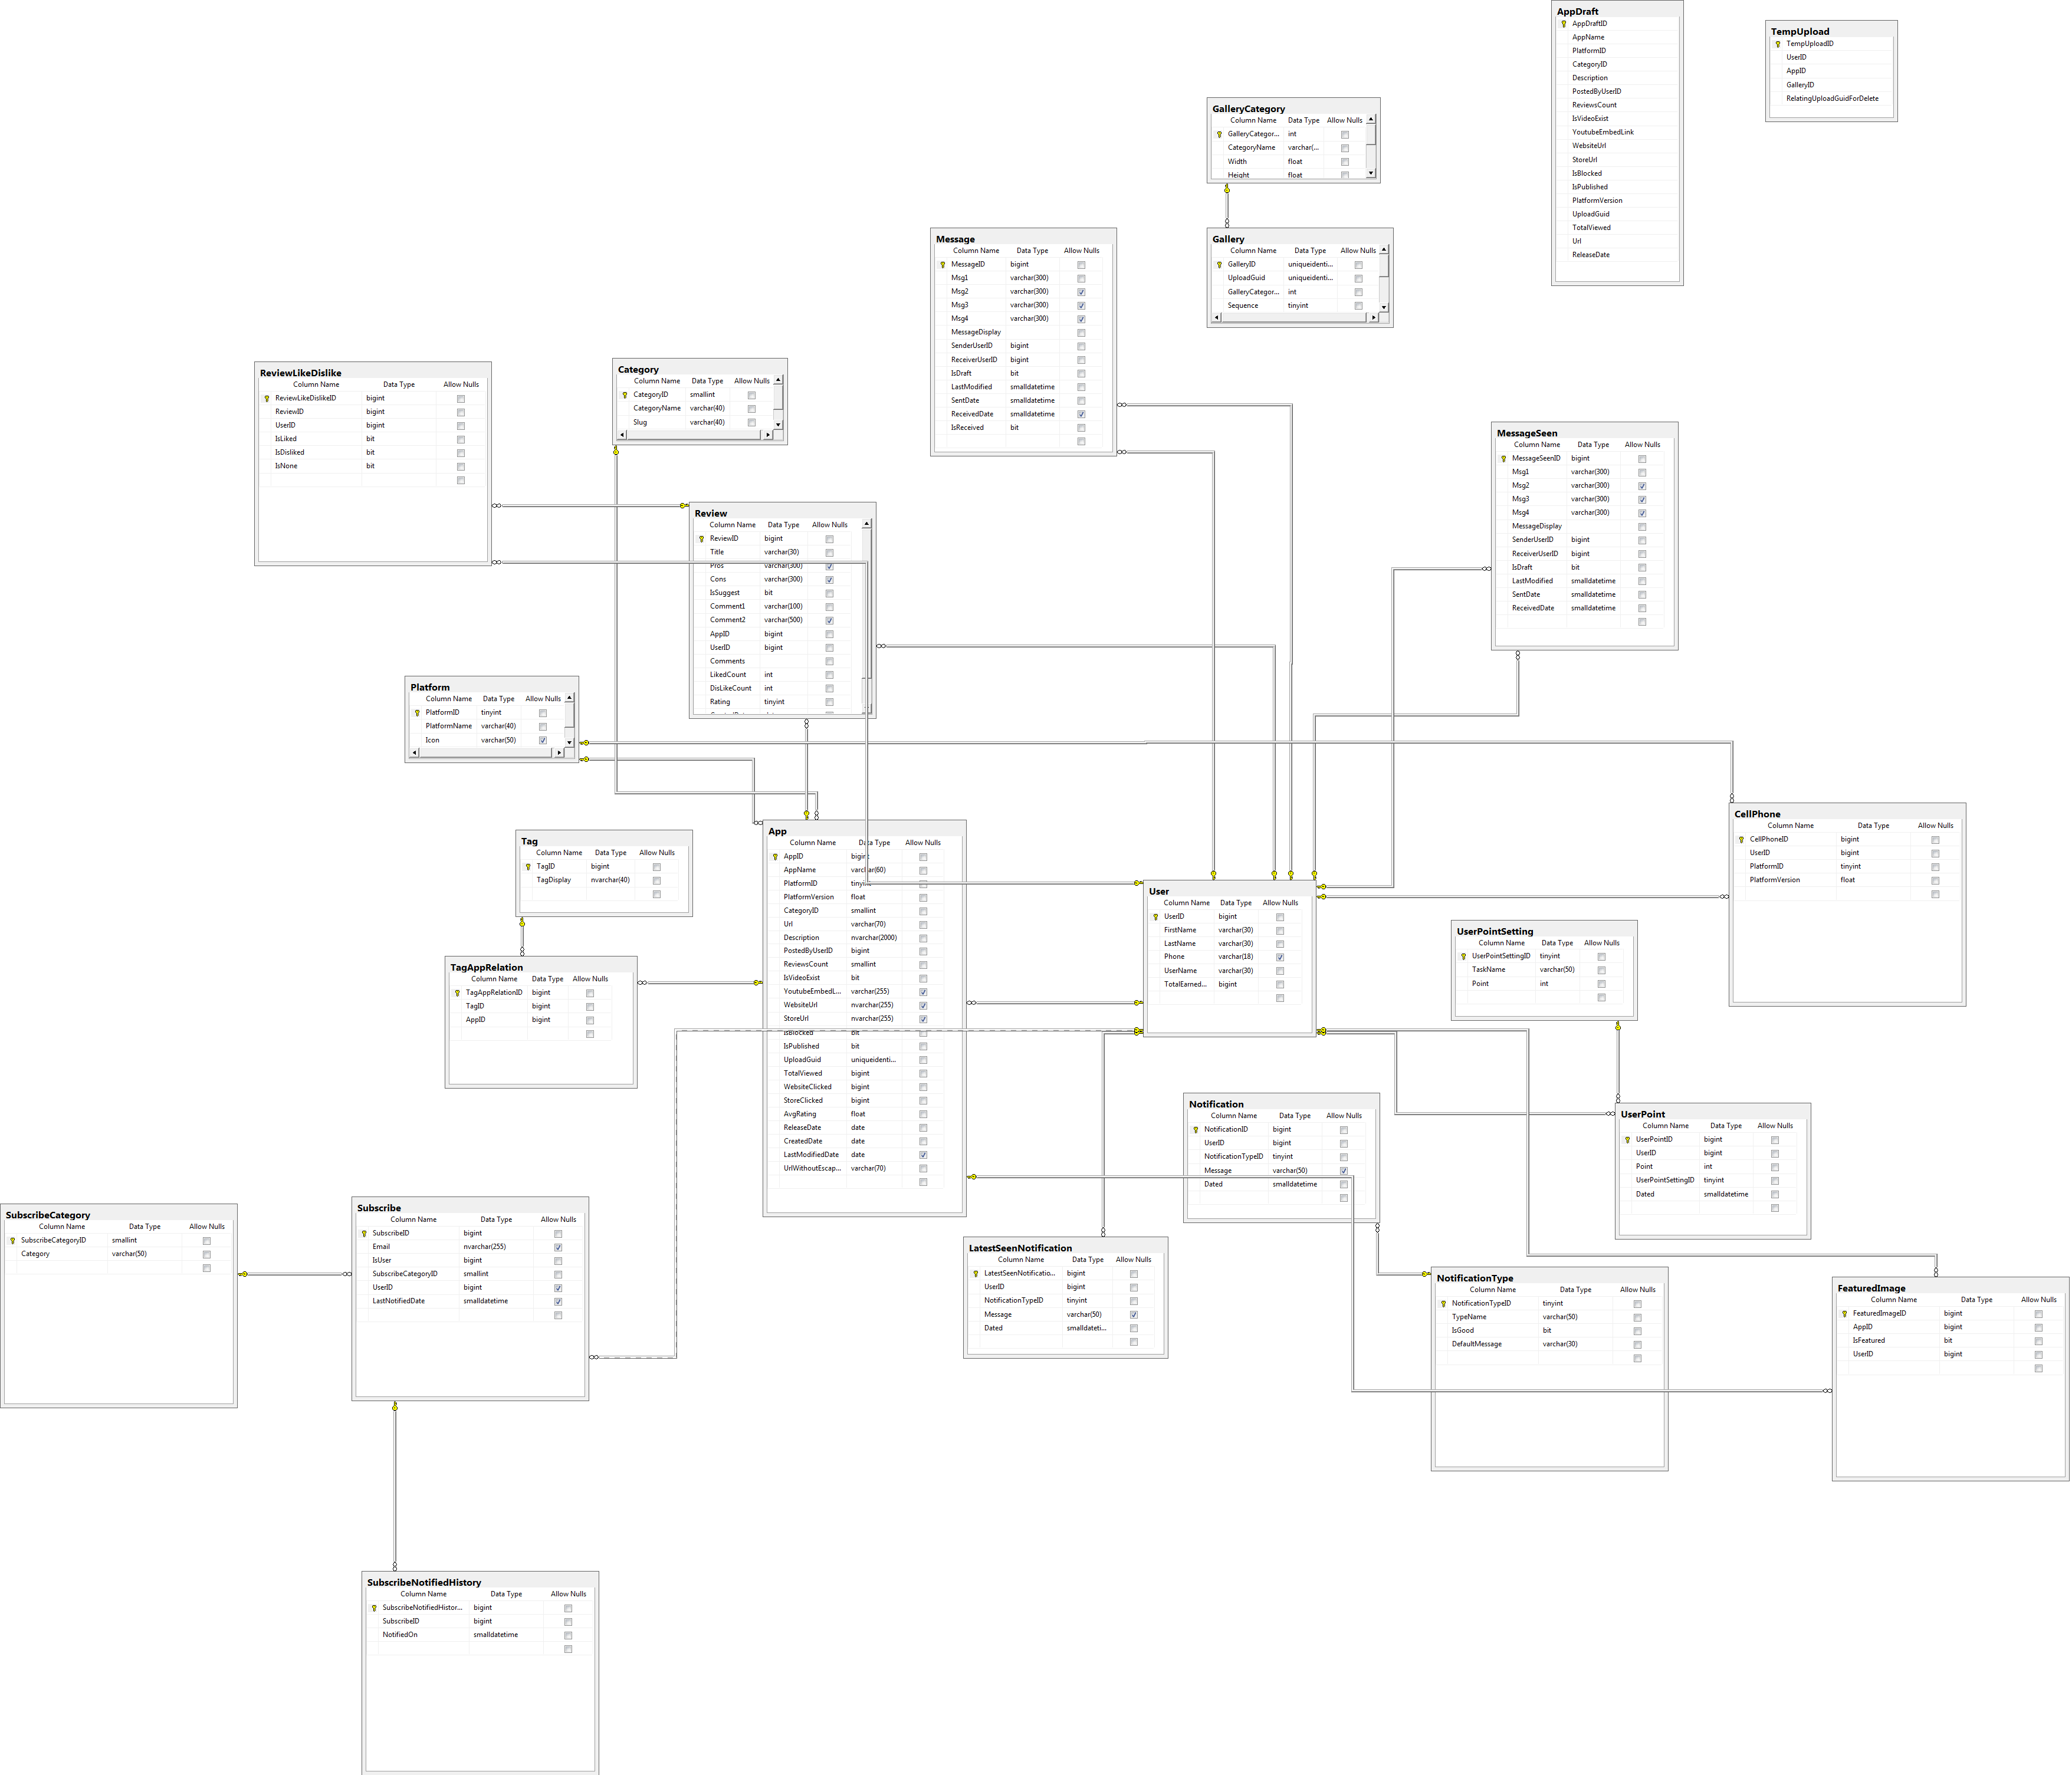 AppDraft
AppDraftID
AppName
PlatformID
CategoryID
Description
PostedByUserID
ReviewsCount
IsVideoExist
YoutubeEmbedLink
WebsiteUrl
StoreUrl
IsBlocked
IsPublished
PlatformVersion
UploadGuid
TotalViewed
Url
ReleaseDate
TempUpload
TempUploadID
UserID
AppID
GalleryID
RelatingUploadGuidForDelete
GalleryCategory
Column Name Data Type Allow Nulls
GalleryCategor... int
CategoryName varchar(...
Width float
Height float
Gallery
Column Name Data Type Allow Nulls
GalleryID uniqueidenti...
UploadGuid uniqueidenti...
GalleryCategor... int
Sequence tinyint
Message
Column Name Data Type Allow Nulls
MessageID bigint
Msg1 varchar(300)
Msg2 varchar(300)
Msg3 varchar(300)
Msg4 varchar(300)
MessageDisplay
SenderUserID bigint
ReceiverUserID bigint
IsDraft bit
LastModified smalldatetime
SentDate smalldatetime
ReceivedDate smalldatetime
IsReceived bit
ReviewLikeDislike
Column Name Data Type Allow Nulls
ReviewLikeDislikeID bigint
ReviewID bigint
UserID bigint
IsLiked bit
IsDisliked bit
IsNone bit
Category
Column Name Data Type Allow Nulls
CategoryID smallint
CategoryName varchar(40)
Slug varchar(40)
MessageSeen
Column Name Data Type Allow Nulls
MessageSeenID bigint
Msg1 varchar(300)
Msg2 varchar(300)
Msg3 varchar(300)
Msg4 varchar(300)
MessageDisplay
SenderUserID bigint
ReceiverUserID bigint
IsDraft bit
LastModified smalldatetime
SentDate smalldatetime
ReceivedDate smalldatetime
Review
Column Name Data Type Allow Nulls
ReviewID bigint
Title varchar(30)
Pros varchar(300)
Cons varchar(300)
IsSuggest bit
Comment1 varchar(100)
Comment2 varchar(500)
AppID bigint
UserID bigint
Comments
LikedCount int
DisLikeCount int
Rating tinyint
Platform
Column Name Data Type Allow Nulls
PlatformID tinyint
PlatformName varchar(40)
Icon varchar(50)
CellPhone
Column Name Data Type Allow Nulls
CellPhoneID bigint
UserID bigint
PlatformID tinyint
PlatformVersion float
Tag
Column Name Data Type Allow Nulls
TagID bigint
TagDisplay nvarchar(40)
App
Column Name Data Type Allow Nulls
AppID bigint
AppName varchar(60)
PlatformID tinyint
PlatformVersion float
CategoryID smallint
Url varchar(70)
Description nvarchar(2000)
PostedByUserID bigint
ReviewsCount smallint
IsVideoExist bit
YoutubeEmbedL... varchar(255)
WebsiteUrl nvarchar(255)
StoreUrl nvarchar(255)
IsBlocked bit
IsPublished bit
UploadGuid uniqueidenti...
TotalViewed bigint
WebsiteClicked bigint
StoreClicked bigint
AvgRating float
ReleaseDate date
CreatedDate date
LastModifiedDate date
UrlWithoutEscap... varchar(70)
User
Column Name Data Type Allow Nulls
UserID bigint
FirstName varchar(30)
LastName varchar(30)
Phone varchar(18)
UserName varchar(30)
TotalEarned... bigint
UserPointSetting
Column Name Data Type Allow Nulls
UserPointSettingID tinyint
TaskName varchar(50)
Point int
TagAppRelation
Column Name Data Type Allow Nulls
TagAppRelationID bigint
TagID bigint
AppID bigint
Notification
Column Name Data Type Allow Nulls
NotificationID bigint
UserID bigint
NotificationTypeID tinyint
Message varchar(50)
Dated smalldatetime
UserPoint
Column Name Data Type Allow Nulls
UserPointID bigint
UserID bigint
Point int
UserPointSettingID tinyint
Dated smalldatetime
SubscribeCategory
Column Name Data Type Allow Nulls
SubscribeCategoryID smallint
Category varchar(50)
Subscribe
Column Name Data Type Allow Nulls
SubscribeID bigint
Email nvarchar(255)
IsUser bigint
SubscribeCategoryID smallint
UserID bigint
LastNotifiedDate smalldatetime
LatestSeenNotification
Column Name Data Type Allow Nulls
LatestSeenNotificatio... bigint
UserID bigint
NotificationTypeID tinyint
Message varchar(50)
Dated smalldateti...
NotificationType
Column Name Data Type Allow Nulls
NotificationTypeID tinyint
TypeName varchar(50)
IsGood bit
DefaultMessage varchar(30)
FeaturedImage
Column Name Data Type Allow Nulls
FeaturedImageID bigint
AppID bigint
IsFeatured bit
UserID bigint
SubscribeNotifiedHistory
Column Name Data Type Allow Nulls
SubscribeNotifiedHistor... bigint
SubscribeID bigint
NotifiedOn smalldatetime